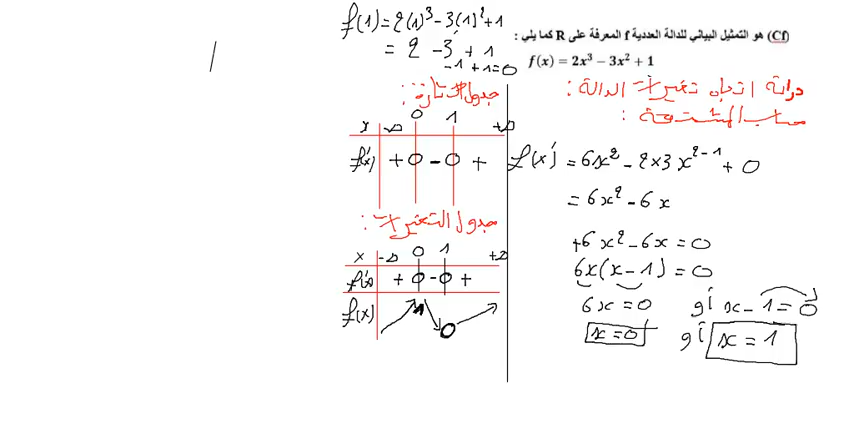 (Cf) هو التمثيل البياني للدالة العددية f المعرفة على R كما يلي :
f(x) = 2x³ − 3x² + 1
دراسة اتجاه تغيرات الدالة :
حساب المشتقة :
f'(x) = 6x² − 2×3x²⁻¹ + 0
= 6x² − 6x
+6x² − 6x = 0
6x(x − 1) = 0
6x = 0 أو x − 1 = 0
x = 0 أو x = 1
f(1) = 2(1)³ − 3(1)² + 1
= 2 − 3 + 1
−1 + 1 = 0
جدول الإشارة :
x −∞ 0 1 +∞
f'(x) + 0 − 0 +
جدول التغيرات :
x −∞ 0 1 +∞
f'(x) + 0 − 0 +
f(x) 1 0